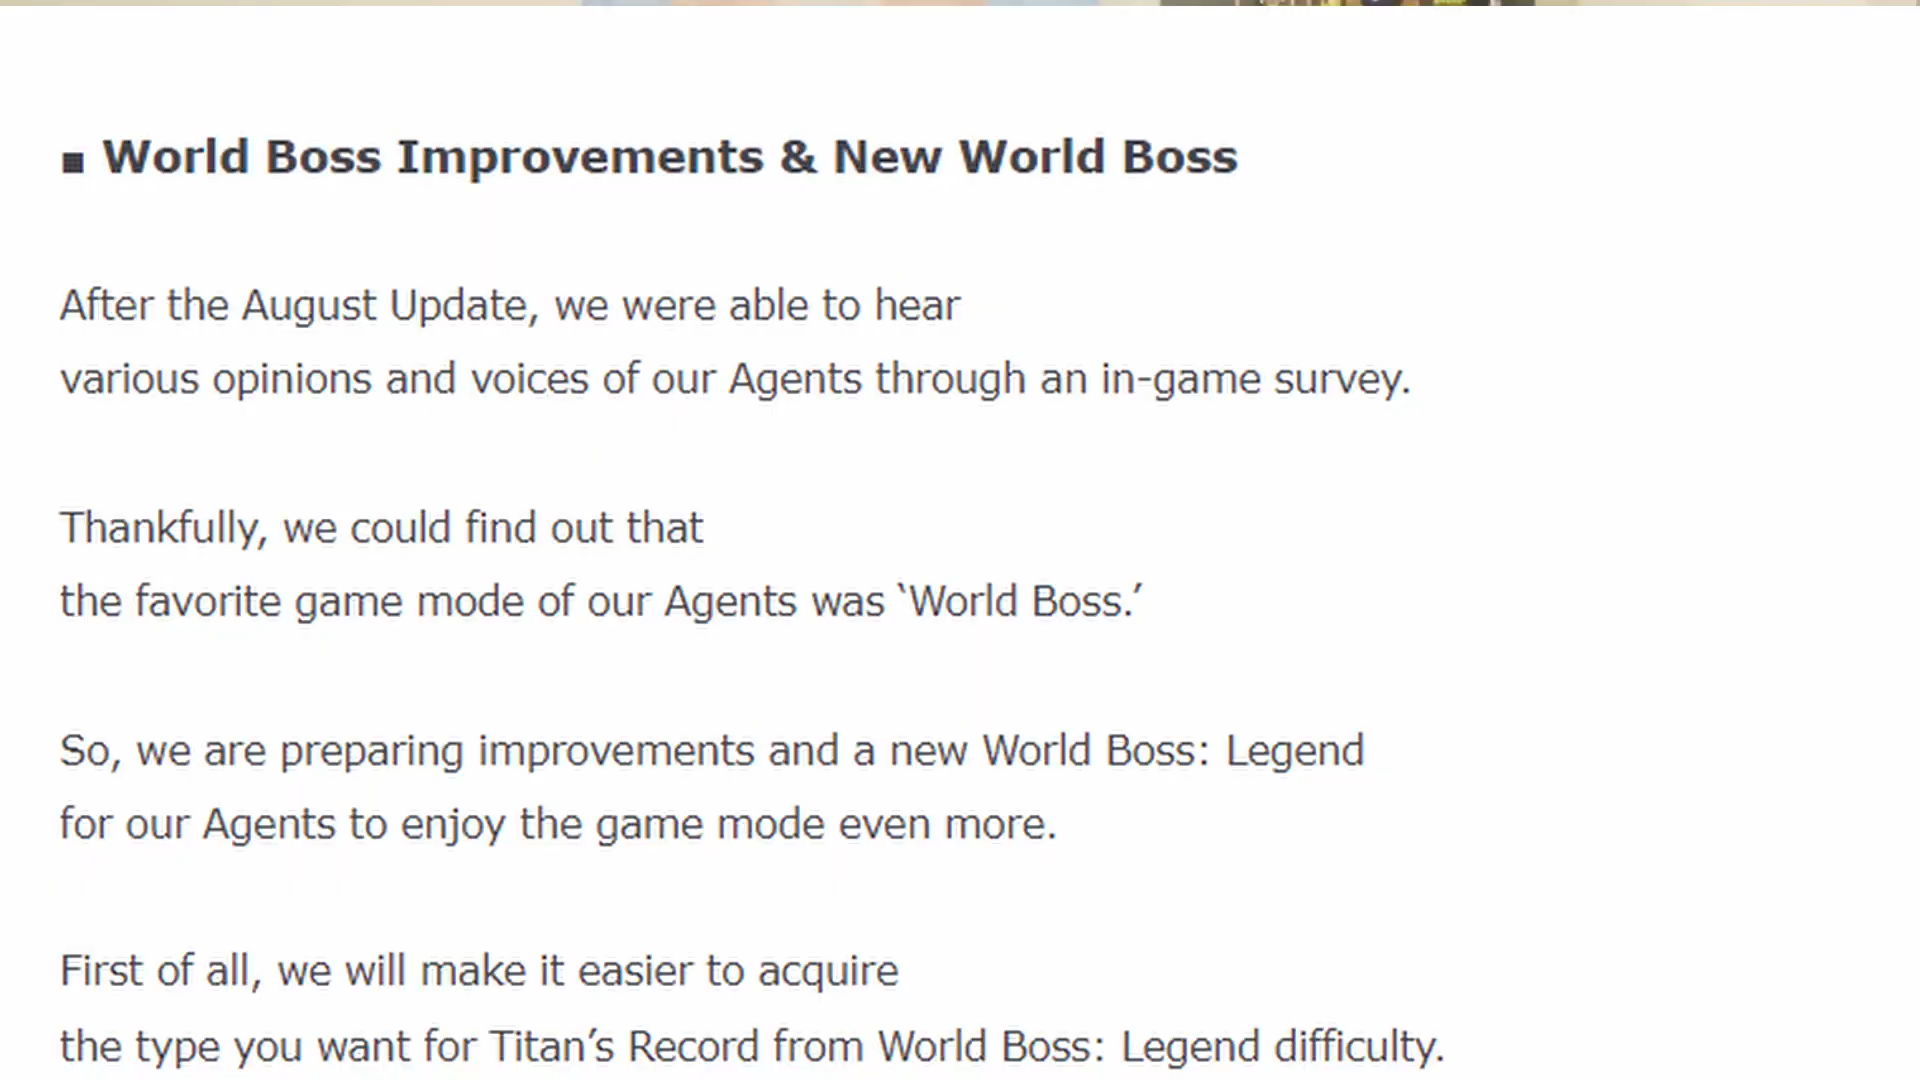 ■ World Boss Improvements & New World Boss
After the August Update, we were able to hear
various opinions and voices of our Agents through an in-game survey.
Thankfully, we could find out that
the favorite game mode of our Agents was ‘World Boss.’
So, we are preparing improvements and a new World Boss: Legend
for our Agents to enjoy the game mode even more.
First of all, we will make it easier to acquire
the type you want for Titan’s Record from World Boss: Legend difficulty.